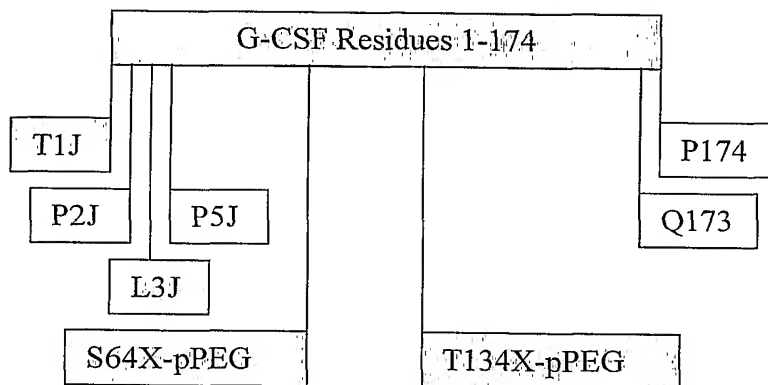 G-CSF Residues 1-174
T1J
P174
P2J
P5J
Q173
L3J
S64X-pPEG
T134X-pPEG